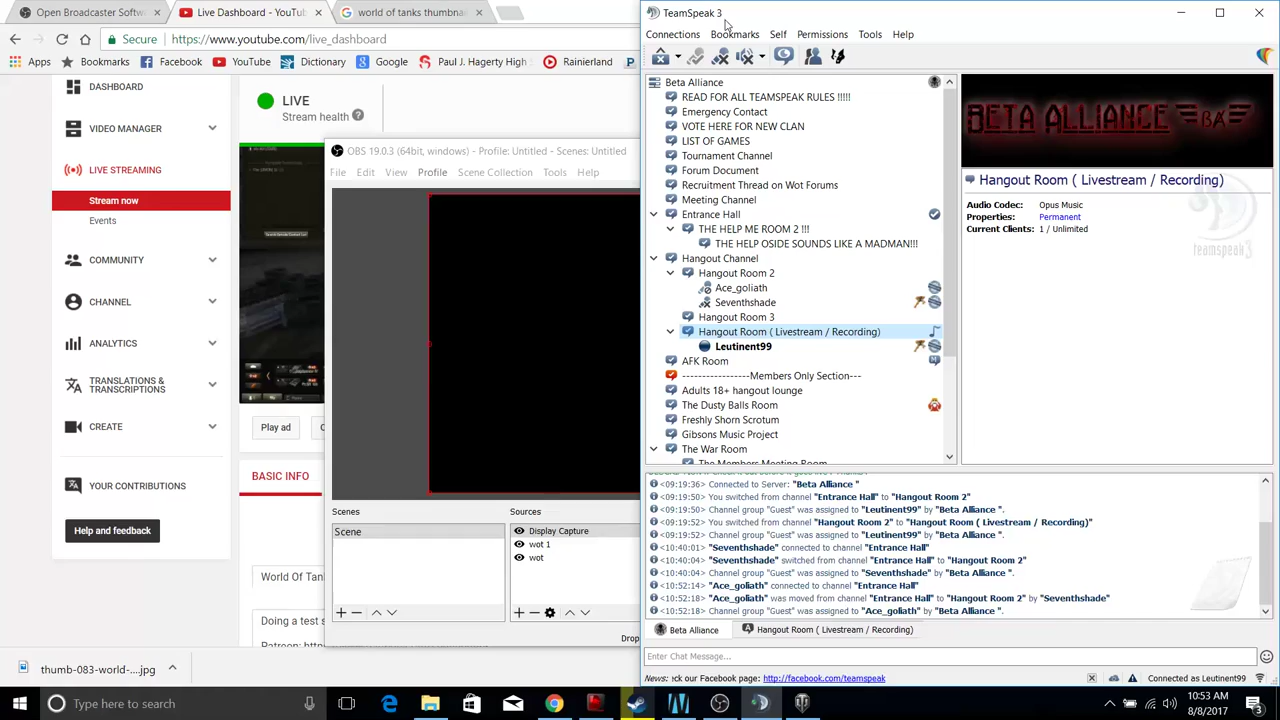 Open Broadcaster Softw
Live Dashboard - YouTube
world of tanks thumbnail
Secure https://www.youtube.com/live_dashboard
Apps
Bookmarks
Facebook
YouTube
Dictionary
Google
Paul J. Hagerty High S
Rainierland
DASHBOARD
VIDEO MANAGER
LIVE STREAMING
Stream now
Events
COMMUNITY
CHANNEL
ANALYTICS
TRANSLATIONS &
TRANSCRIPTIONS
CREATE
YOUR CONTRIBUTIONS
Help and feedback
LIVE
Stream health ?
Play ad
BASIC INFO
World Of Tank
Doing a test s
Patreon: http
OBS 19.0.3 (64bit, windows) - Profile: Untitled - Scenes: Untitled
File Edit View Profile Scene Collection Tools Help
Scenes
Scene
Sources
Display Capture
wot 1
wot
Drop
TeamSpeak 3
Connections Bookmarks Self Permissions Tools Help
Beta Alliance
READ FOR ALL TEAMSPEAK RULES !!!!!
Emergency Contact
VOTE HERE FOR NEW CLAN
LIST OF GAMES
Tournament Channel
Forum Document
Recruitment Thread on Wot Forums
Meeting Channel
Entrance Hall
THE HELP ME ROOM 2 !!!
THE HELP OSIDE SOUNDS LIKE A MADMAN!!!
Hangout Channel
Hangout Room 2
Ace_goliath
Seventhshade
Hangout Room 3
Hangout Room ( Livestream / Recording)
Leutinent99
AFK Room
-----------------Members Only Section---
Adults 18+ hangout lounge
The Dusty Balls Room
Freshly Shorn Scrotum
Gibsons Music Project
The War Room
The Members Meeting Room
BETA ALLIANCE BA
Hangout Room ( Livestream / Recording)
Audio Codec: Opus Music
Properties: Permanent
Current Clients: 1 / Unlimited
teamspeak3
<09:19:36> Connected to Server: "Beta Alliance "
<09:19:50> You switched from channel "Entrance Hall" to "Hangout Room 2"
<09:19:50> Channel group "Guest" was assigned to "Leutinent99" by "Beta Alliance ".
<09:19:52> You switched from channel "Hangout Room 2" to "Hangout Room ( Livestream / Recording)"
<09:19:52> Channel group "Guest" was assigned to "Leutinent99" by "Beta Alliance ".
<10:40:01> "Seventhshade" connected to channel "Entrance Hall"
<10:40:04> "Seventhshade" switched from channel "Entrance Hall" to "Hangout Room 2"
<10:40:04> Channel group "Guest" was assigned to "Seventhshade" by "Beta Alliance ".
<10:52:14> "Ace_goliath" connected to channel "Entrance Hall"
<10:52:18> "Ace_goliath" was moved from channel "Entrance Hall" to "Hangout Room 2" by "Seventhshade"
<10:52:18> Channel group "Guest" was assigned to "Ace_goliath" by "Beta Alliance ".
Beta Alliance
Hangout Room ( Livestream / Recording)
Enter Chat Message...
News: eck our Facebook page: http://facebook.com/teamspeak
Connected as Leutinent99
thumb-083-world-....jpg
Type here to search
10:53 AM
8/8/2017
3